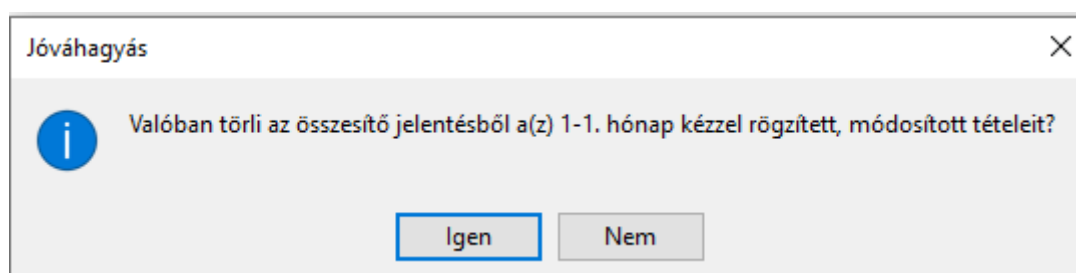 Jóváhagyás
Valóban törli az összesítő jelentésből a(z) 1-1. hónap kézzel rögzített, módosított tételeit?
Igen
Nem